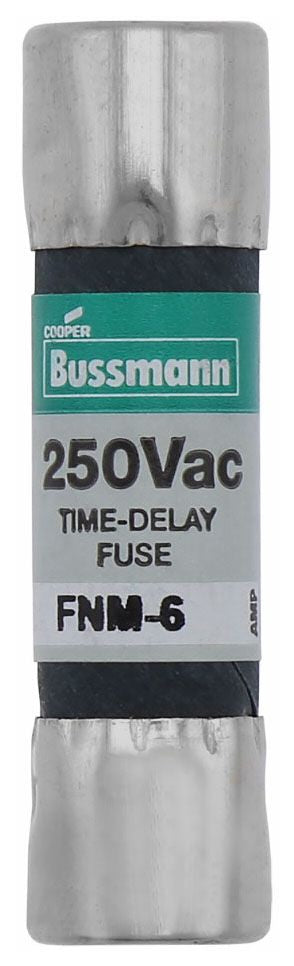 COOPER
Bussmann
250Vac
TIME-DELAY
FUSE
FNM-6
AMP